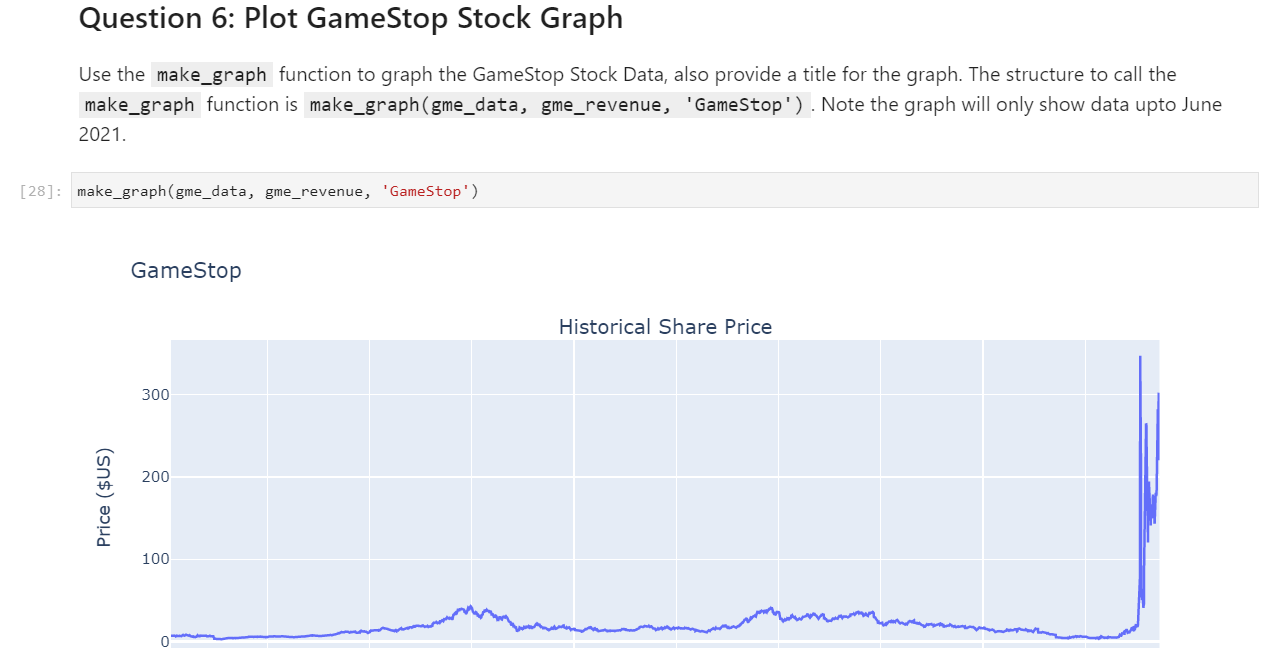 Question 6: Plot GameStop Stock Graph
Use the make_graph function to graph the GameStop Stock Data, also provide a title for the graph. The structure to call the
make_graph function is make_graph(gme_data, gme_revenue, 'GameStop') . Note the graph will only show data upto June
2021.
[28]: make_graph(gme_data, gme_revenue, 'GameStop')
GameStop
Historical Share Price
300
200
100
0
Price ($US)